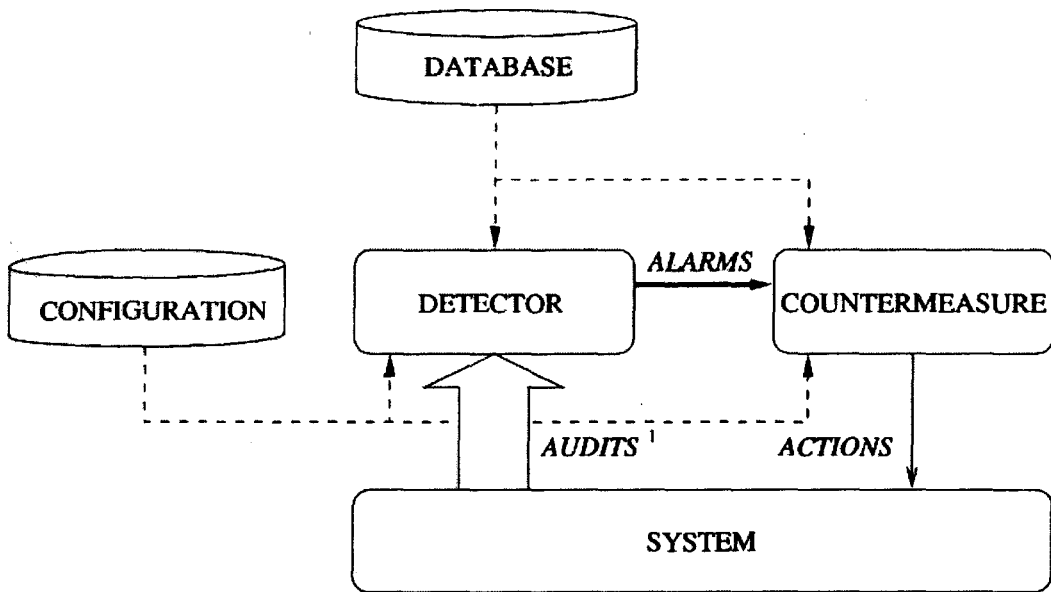 DATABASE
ALARMS
CONFIGURATION
DETECTOR
COUNTERMEASURE
AUDITS 1
ACTIONS
SYSTEM